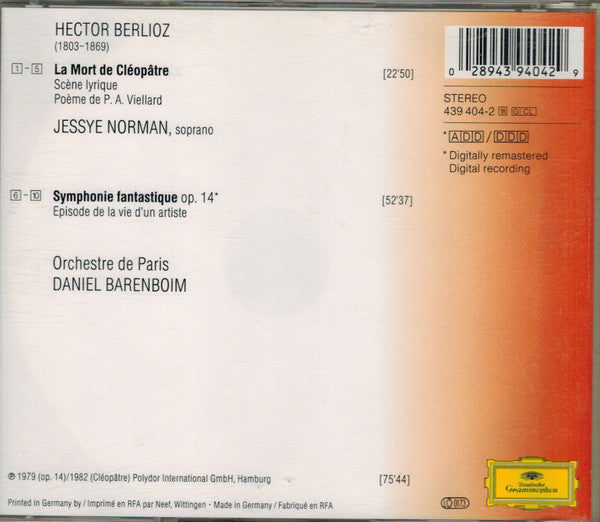 HECTOR BERLIOZ
(1803-1869)
1-5 La Mort de Cléopâtre [22'50]
Scène lyrique
Poème de P. A. Viellard
JESSYE NORMAN, soprano
6-10 Symphonie fantastique op. 14* [52'37]
Episode de la vie d'un artiste
Orchestre de Paris
DANIEL BARENBOIM
0 28943 94042 9
STEREO
439 404-2 GCL
*ADD/DDD
*Digitally remastered
Digital recording
℗ 1979 (op. 14)/1982 (Cléopâtre) Polydor International GmbH, Hamburg [75'44]
Printed in Germany by / Imprimé en RFA par Neef, Wittingen - Made in Germany / Fabriqué en RFA
Deutsche
Grammophon